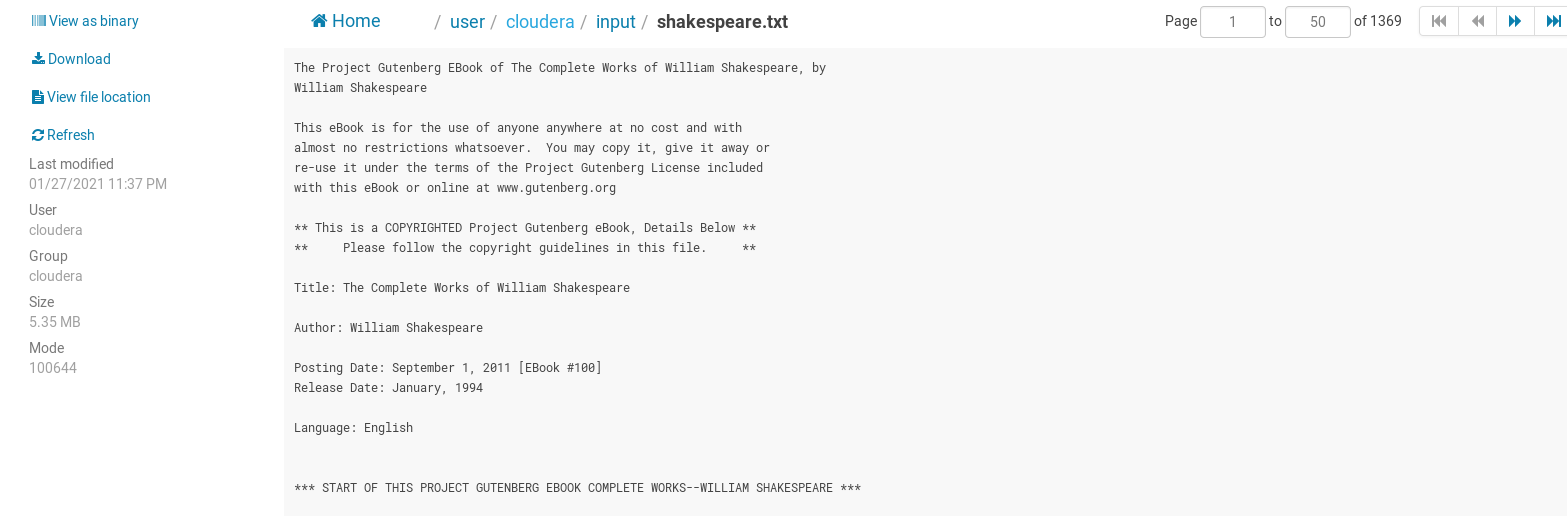 View as binary
Download
View file location
Refresh
Last modified
01/27/2021 11:37 PM
User
cloudera
Group
cloudera
Size
5.35 MB
Mode
100644
Home / user / cloudera / input / shakespeare.txt
Page 1 to 50 of 1369
The Project Gutenberg EBook of The Complete Works of William Shakespeare, by
William Shakespeare
This eBook is for the use of anyone anywhere at no cost and with
almost no restrictions whatsoever.  You may copy it, give it away or
re-use it under the terms of the Project Gutenberg License included
with this eBook or online at www.gutenberg.org
** This is a COPYRIGHTED Project Gutenberg eBook, Details Below **
**     Please follow the copyright guidelines in this file.     **
Title: The Complete Works of William Shakespeare
Author: William Shakespeare
Posting Date: September 1, 2011 [EBook #100]
Release Date: January, 1994
Language: English
*** START OF THIS PROJECT GUTENBERG EBOOK COMPLETE WORKS--WILLIAM SHAKESPEARE ***